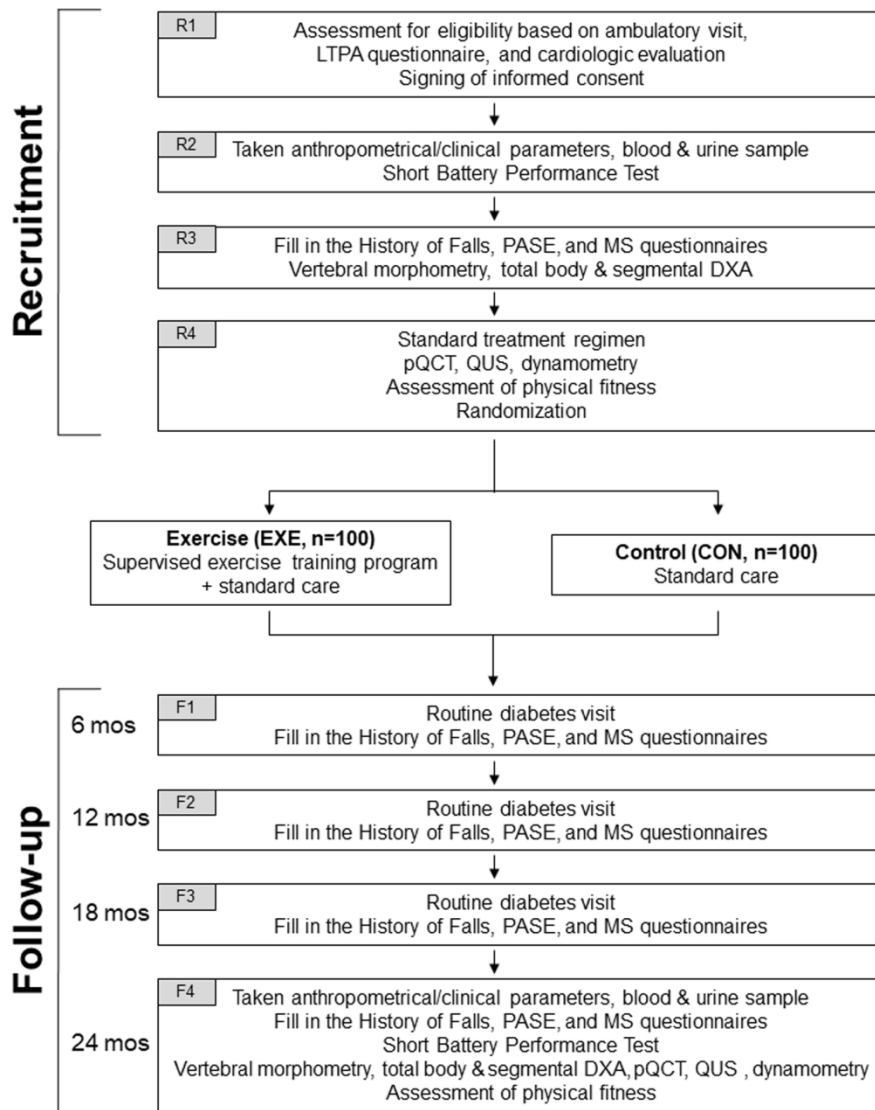 Recruitment
R1
Assessment for eligibility based on ambulatory visit,
LTPA questionnaire, and cardiologic evaluation
Signing of informed consent
R2
Taken anthropometrical/clinical parameters, blood & urine sample
Short Battery Performance Test
R3
Fill in the History of Falls, PASE, and MS questionnaires
Vertebral morphometry, total body & segmental DXA
R4
Standard treatment regimen
pQCT, QUS, dynamometry
Assessment of physical fitness
Randomization
Exercise (EXE, n=100)
Supervised exercise training program
+ standard care
Control (CON, n=100)
Standard care
Follow-up
6 mos
F1
Routine diabetes visit
Fill in the History of Falls, PASE, and MS questionnaires
12 mos
F2
Routine diabetes visit
Fill in the History of Falls, PASE, and MS questionnaires
18 mos
F3
Routine diabetes visit
Fill in the History of Falls, PASE, and MS questionnaires
24 mos
F4
Taken anthropometrical/clinical parameters, blood & urine sample
Fill in the History of Falls, PASE, and MS questionnaires
Short Battery Performance Test
Vertebral morphometry, total body & segmental DXA, pQCT, QUS , dynamometry
Assessment of physical fitness